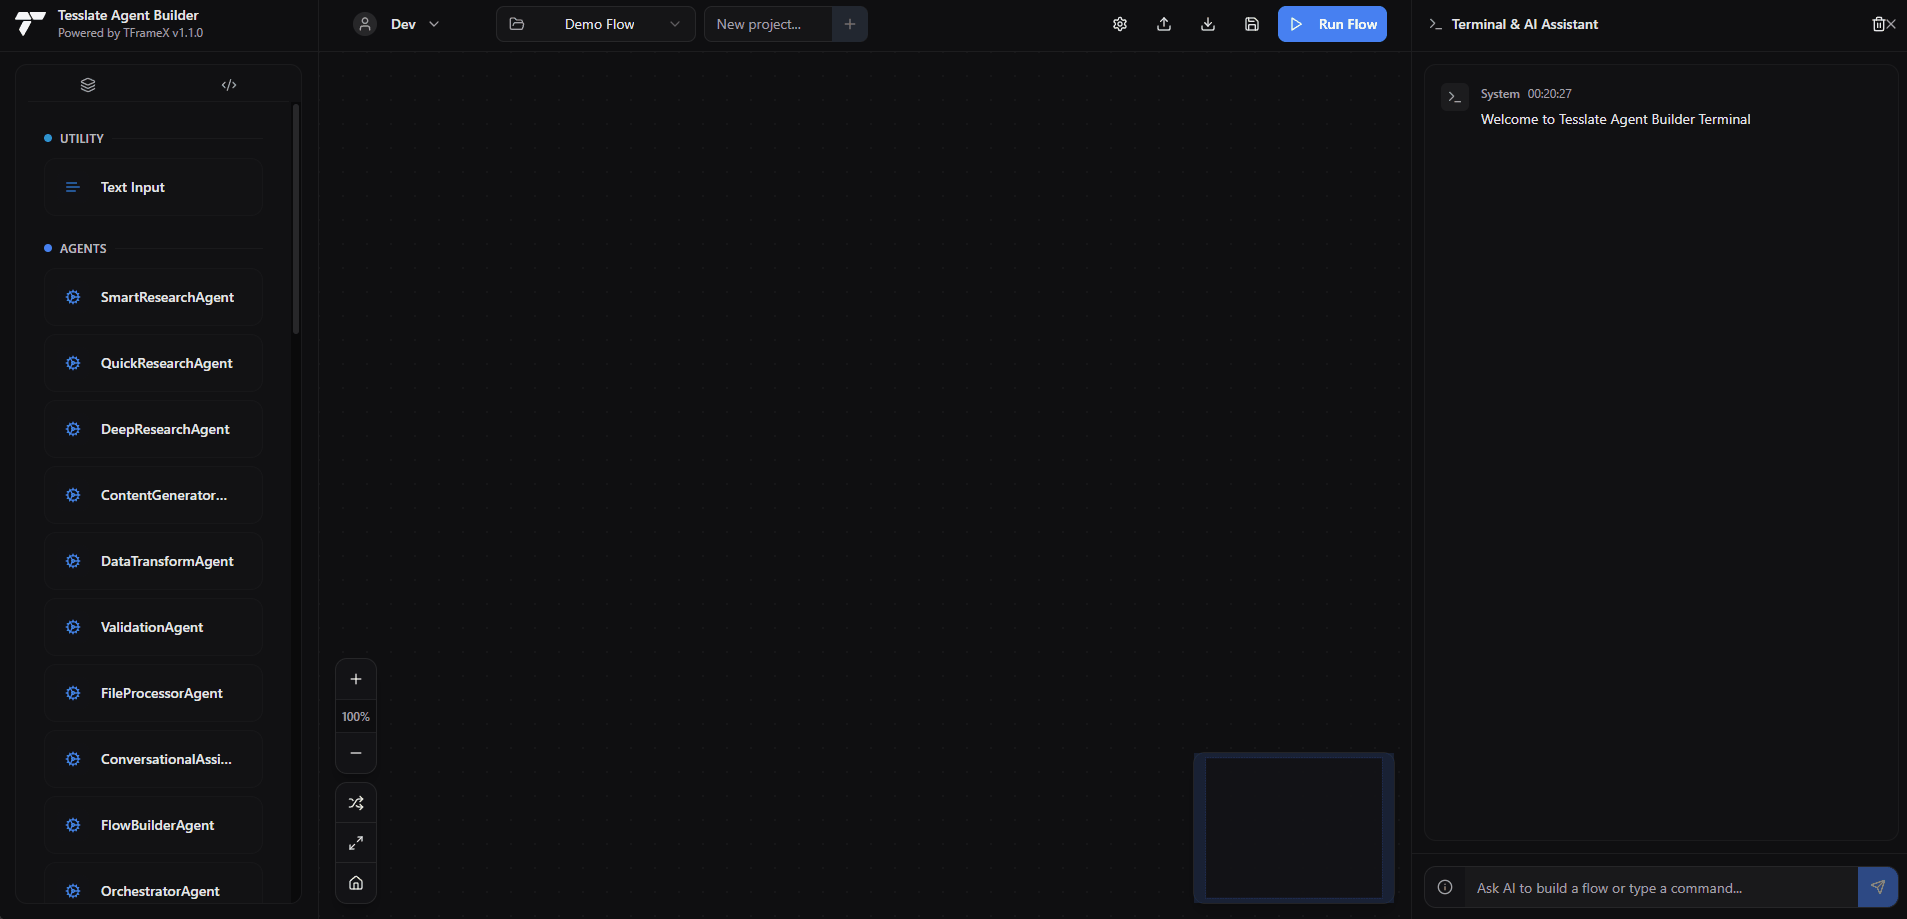 Tesslate Agent Builder
Powered by TFrameX v1.1.0
Dev
Demo Flow
New project...
Run Flow
Terminal & AI Assistant
UTILITY
Text Input
AGENTS
SmartResearchAgent
QuickResearchAgent
DeepResearchAgent
ContentGenerator...
DataTransformAgent
ValidationAgent
FileProcessorAgent
ConversationalAssi...
FlowBuilderAgent
OrchestratorAgent
100%
System 00:20:27
Welcome to Tesslate Agent Builder Terminal
Ask AI to build a flow or type a command...